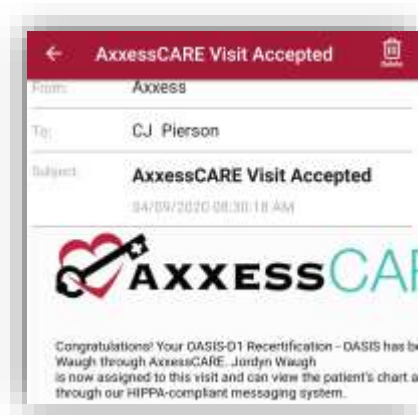 AxxessCARE Visit Accepted
Delete
From: Axxess
To: CJ Pierson
Subject: AxxessCARE Visit Accepted
04/09/2020 08:30:18 AM
AXXESSCAR
Congratulations! Your OASIS-D1 Recertification - OASIS has be
Waugh through AxxessCARE. Jordyn Waugh
is now assigned to this visit and can view the patient's chart a
through our HIPPA-compliant messaging system.